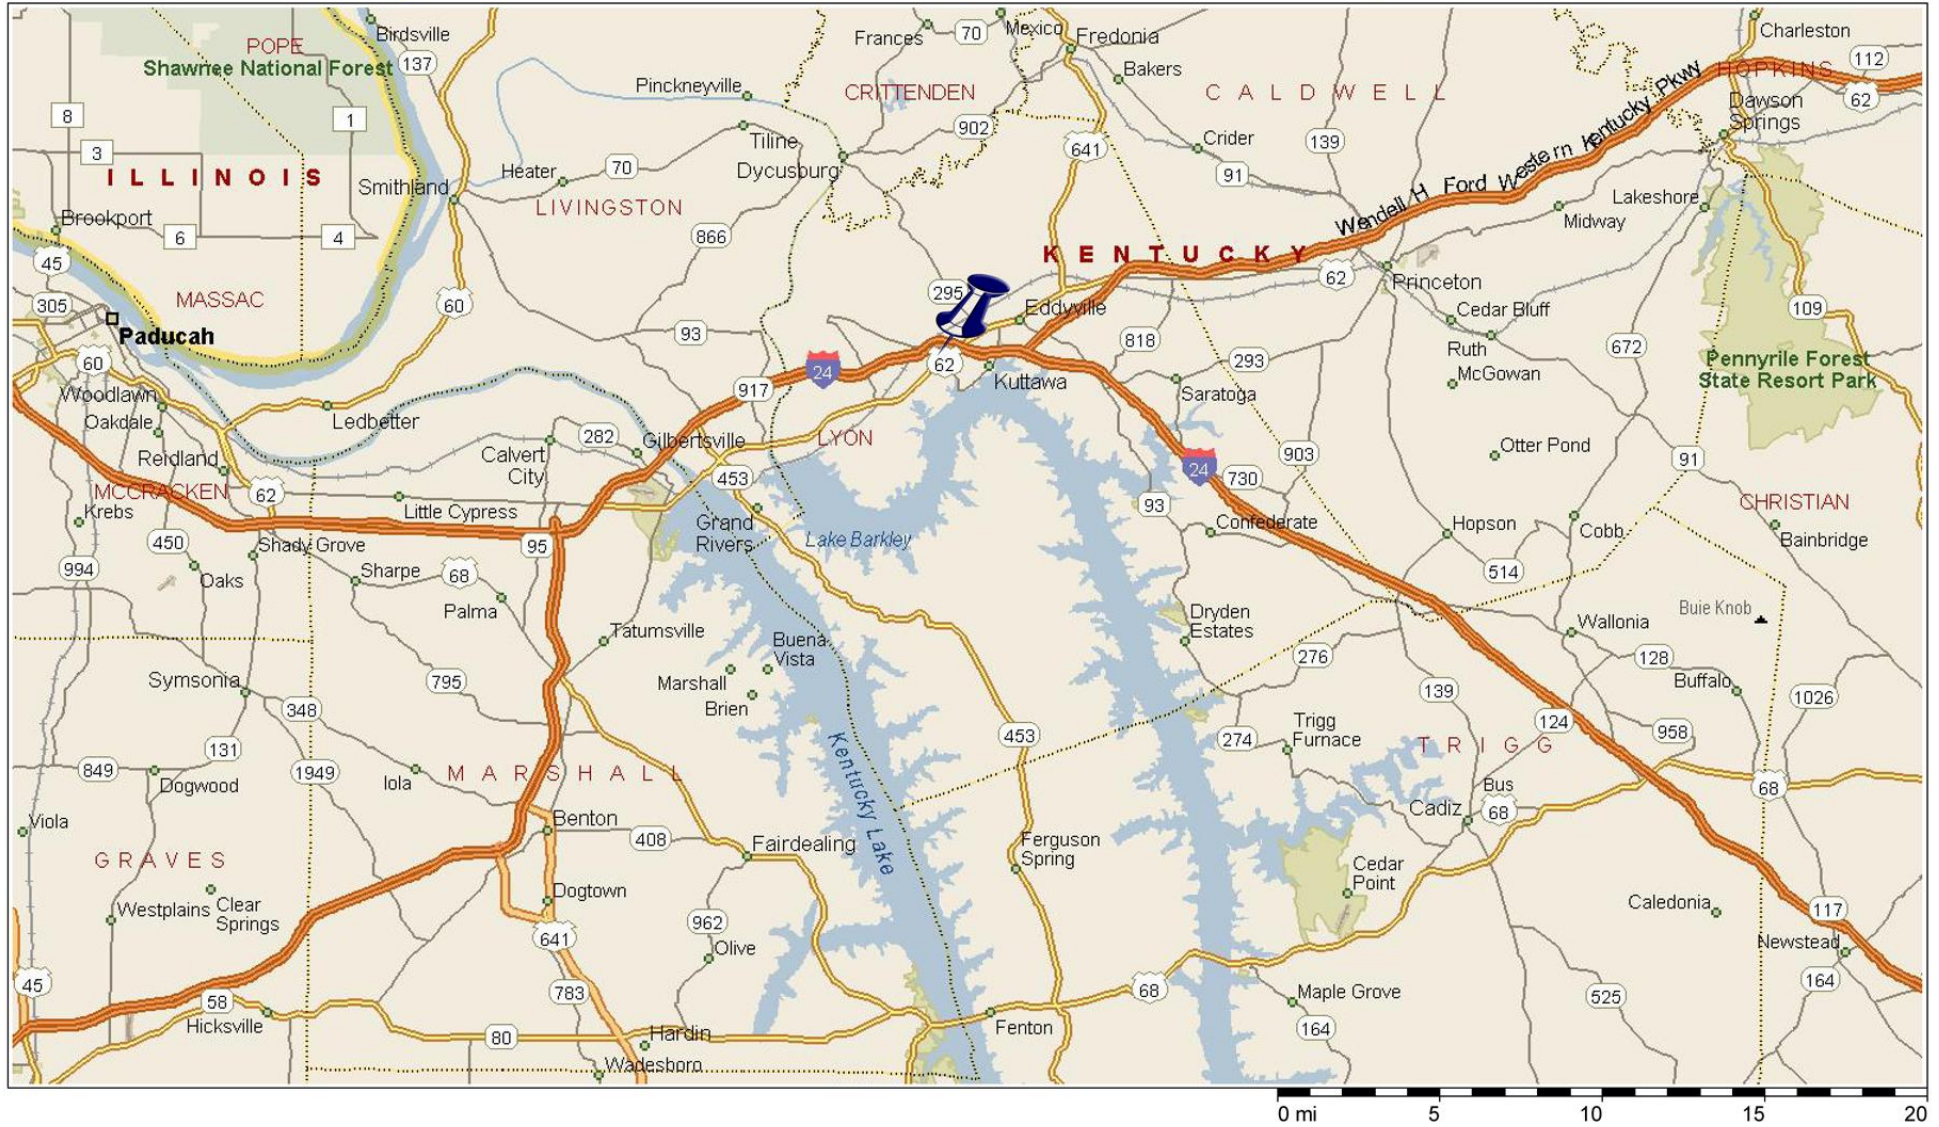 Birdsville
Frances
70
Mexico
Fredonia
Charleston
POPE
Shawnee National Forest
137
Pinckneyville
CRITTENDEN
Bakers
CALDWELL
HOPKINS
112
62
8
1
Tiline
902
641
Crider
139
Dawson
Springs
3
ILLINOIS
Smithland
Heater
70
Dycusburg
91
Wendell H Ford Western Kentucky Pkwy
Lakeshore
Midway
Brookport
6
4
LIVINGSTON
866
KENTUCKY
45
305
MASSAC
60
295
Eddyville
62
Princeton
Cedar Bluff
109
Paducah
93
818
293
Ruth
672
Pennyrile Forest
State Resort Park
60
24
62
Kuttawa
McGowan
Woodlawn
917
Saratoga
Oakdale
Ledbetter
282
Gilbertsville
LYON
Otter Pond
Reidland
Calvert
City
453
24
730
903
91
MCCRACKEN
62
Krebs
Little Cypress
Grand
Rivers
Lake Barkley
93
Confederate
Hopson
Cobb
CHRISTIAN
Bainbridge
450
Shady Grove
95
994
Oaks
Sharpe
68
Palma
514
Tatumsville
Buena
Vista
Dryden
Estates
Wallonia
Buie Knob
Symsonia
795
Marshall
Brien
276
128
Buffalo
348
139
1026
131
453
274
Trigg
Furnace
124
958
849
Dogwood
1949
Iola
MARSHALL
Kentucky Lake
TRIGG
Bus
68
68
Viola
Benton
408
Fairdealing
Ferguson
Spring
Cadiz
GRAVES
Cedar
Point
Westplains
Clear
Springs
Dogtown
962
Caledonia
117
641
Olive
Newstead
45
58
Hicksville
783
68
Maple Grove
525
164
80
Hardin
Fenton
164
Wadesboro
0 mi
5
10
15
20